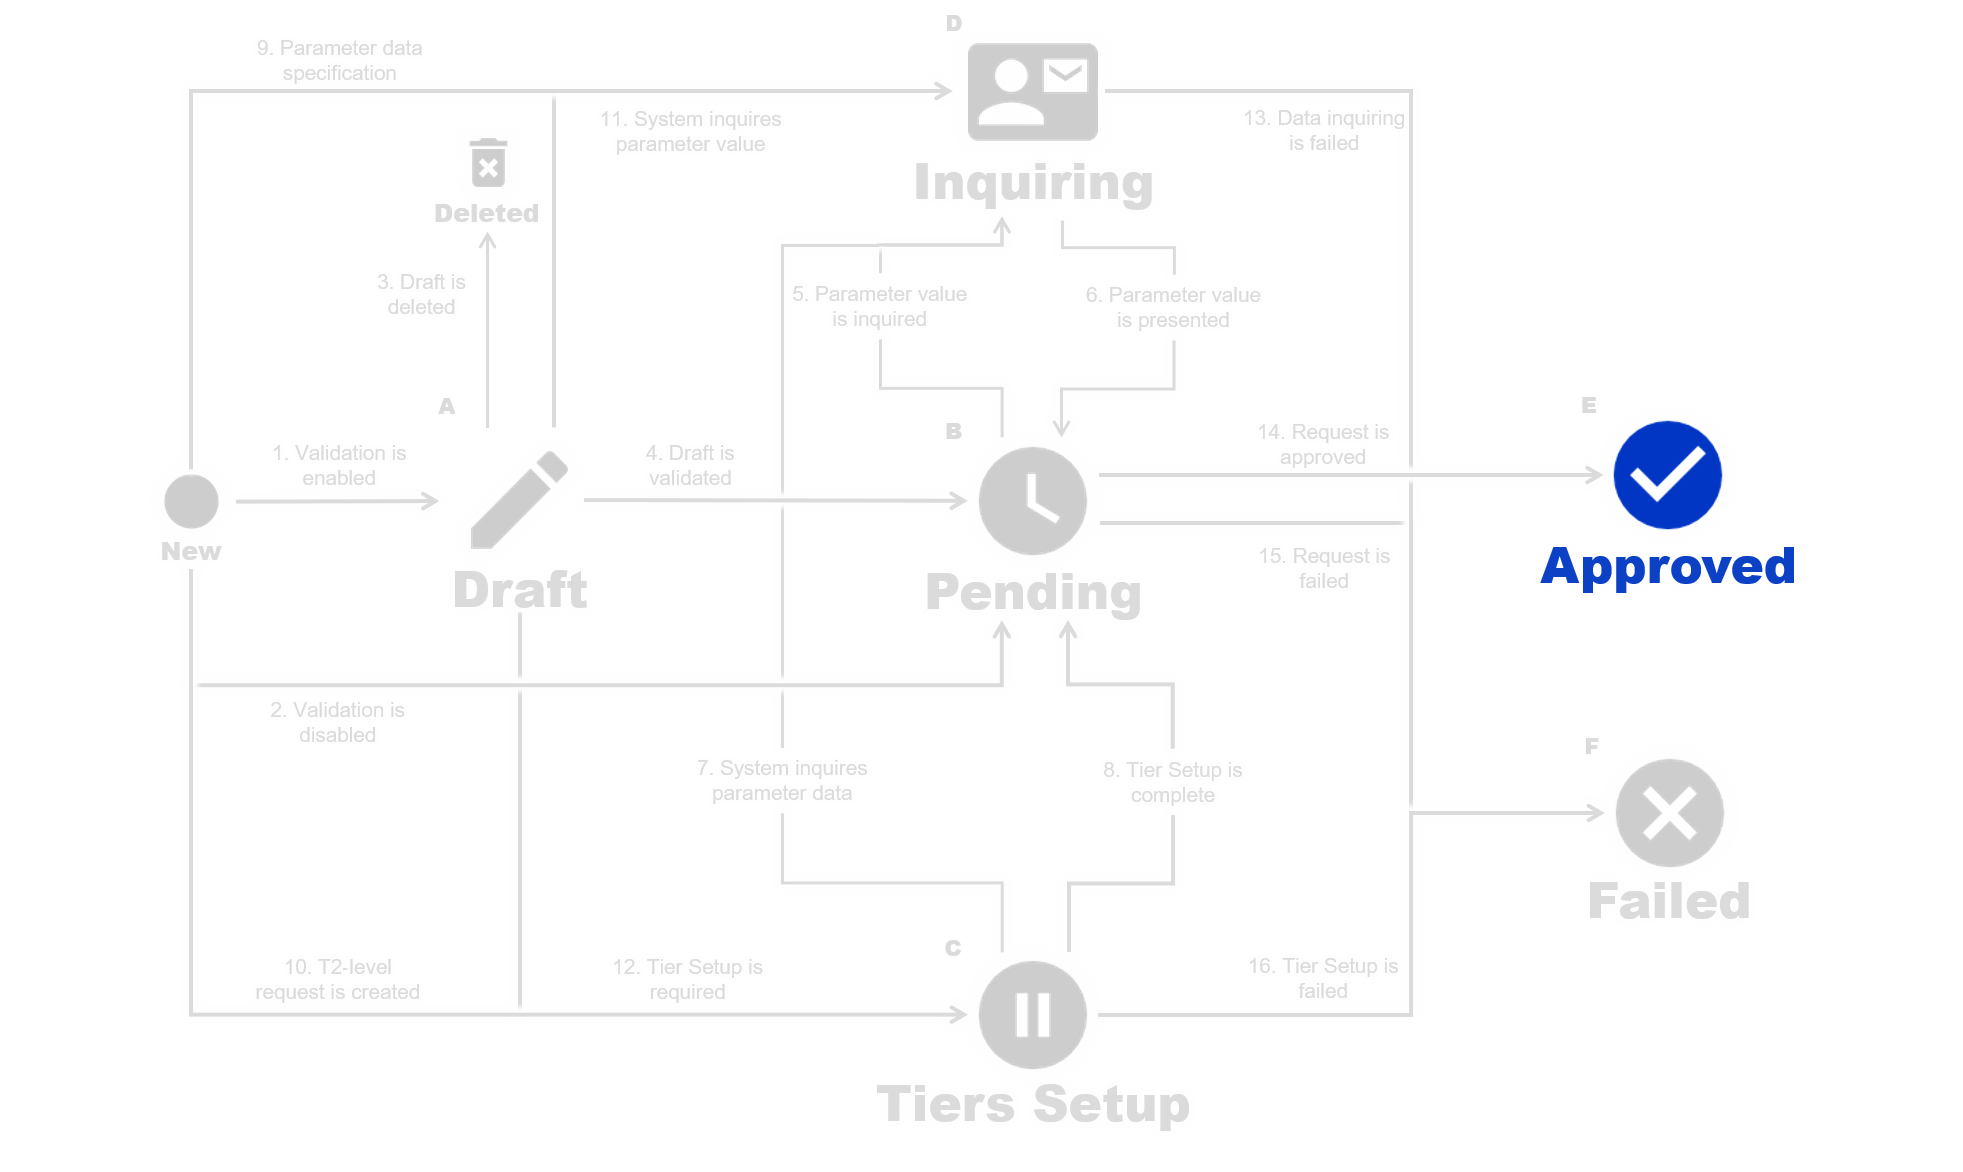 D
9. Parameter data
specification
11. System inquires
parameter value
13. Data inquiring
is failed
Inquiring
Deleted
3. Draft is
deleted
5. Parameter value
is inquired
6. Parameter value
is presented
A
B
E
1. Validation is
enabled
4. Draft is
validated
14. Request is
approved
New
Draft
Pending
15. Request is
failed
Approved
2. Validation is
disabled
7. System inquires
parameter data
8. Tier Setup is
complete
F
Failed
C
10. T2-level
request is created
12. Tier Setup is
required
16. Tier Setup is
failed
Tiers Setup